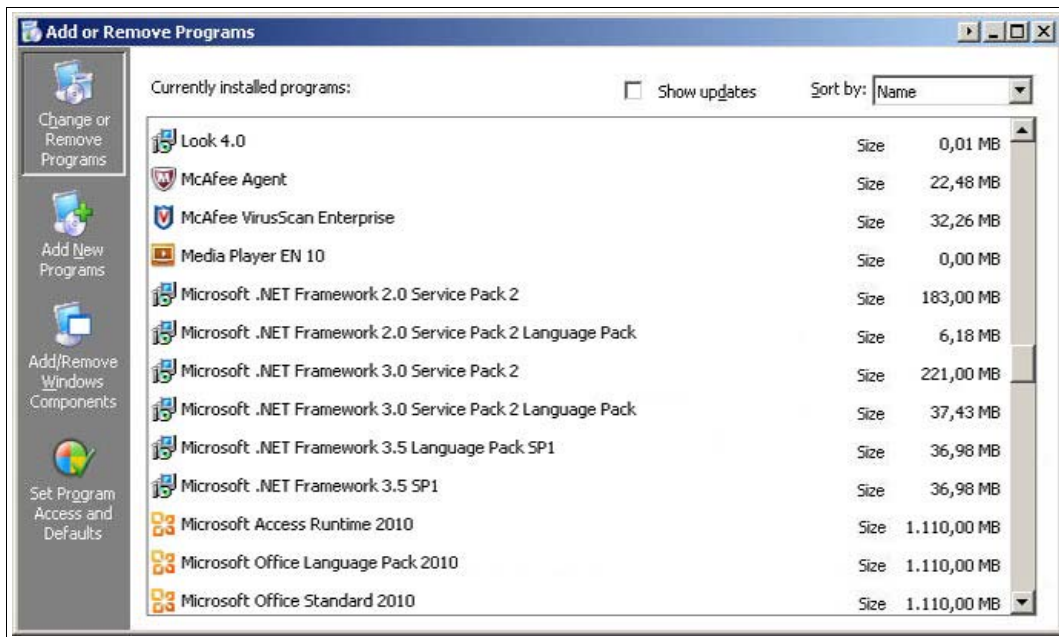 Add or Remove Programs
Change or
Remove
Programs
Add New
Programs
Add/Remove
Windows
Components
Set Program
Access and
Defaults
Currently installed programs:
Show updates
Sort by: Name
Look 4.0 Size 0,01 MB
McAfee Agent Size 22,48 MB
McAfee VirusScan Enterprise Size 32,26 MB
Media Player EN 10 Size 0,00 MB
Microsoft .NET Framework 2.0 Service Pack 2 Size 183,00 MB
Microsoft .NET Framework 2.0 Service Pack 2 Language Pack Size 6,18 MB
Microsoft .NET Framework 3.0 Service Pack 2 Size 221,00 MB
Microsoft .NET Framework 3.0 Service Pack 2 Language Pack Size 37,43 MB
Microsoft .NET Framework 3.5 Language Pack SP1 Size 36,98 MB
Microsoft .NET Framework 3.5 SP1 Size 36,98 MB
Microsoft Access Runtime 2010 Size 1.110,00 MB
Microsoft Office Language Pack 2010 Size 1.110,00 MB
Microsoft Office Standard 2010 Size 1.110,00 MB